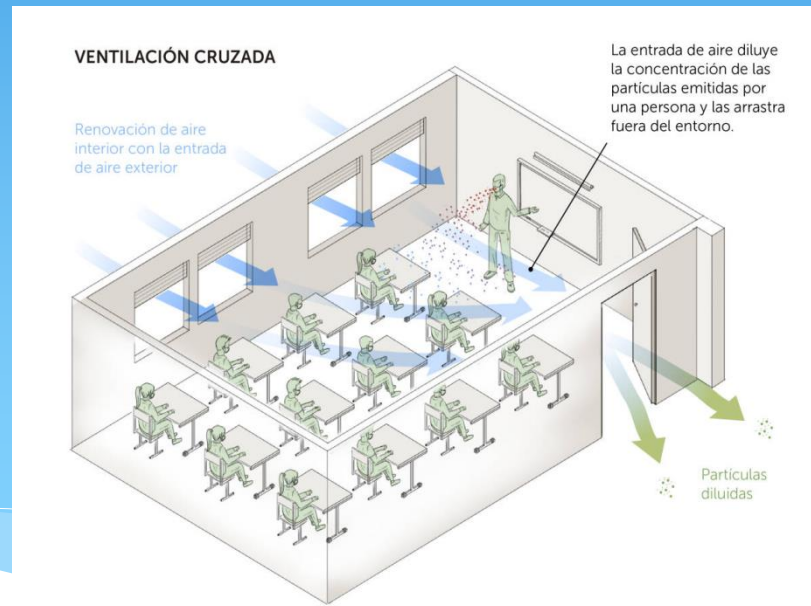 VENTILACIÓN CRUZADA
La entrada de aire diluye
la concentración de las
partículas emitidas por
una persona y las arrastra
fuera del entorno.
Renovación de aire
interior con la entrada
de aire exterior
Partículas
diluidas